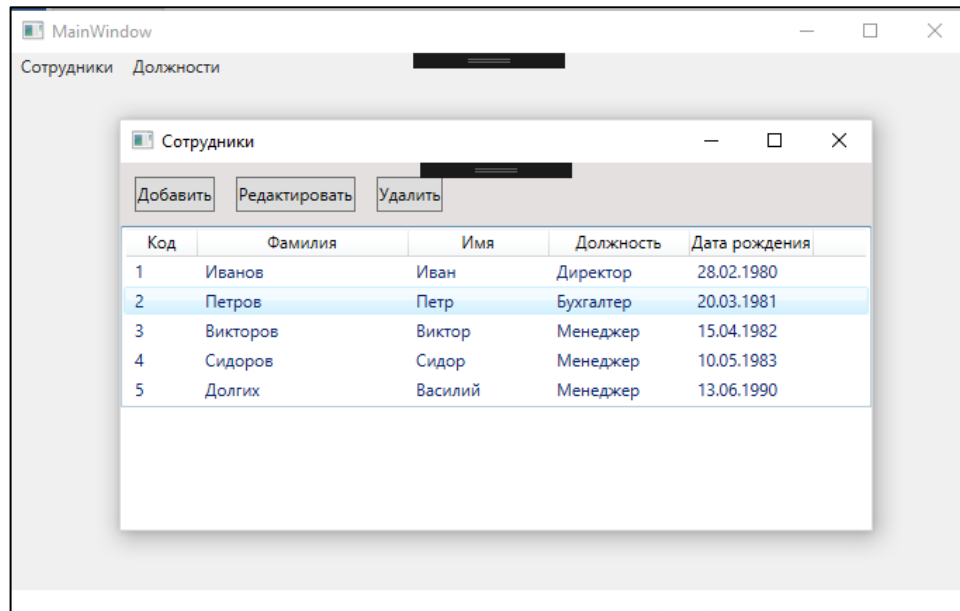 MainWindow
Сотрудники Должности
Сотрудники
Добавить Редактировать Удалить
Код Фамилия Имя Должность Дата рождения
1 Иванов Иван Директор 28.02.1980
2 Петров Петр Бухгалтер 20.03.1981
3 Викторов Виктор Менеджер 15.04.1982
4 Сидоров Сидор Менеджер 10.05.1983
5 Долгих Василий Менеджер 13.06.1990